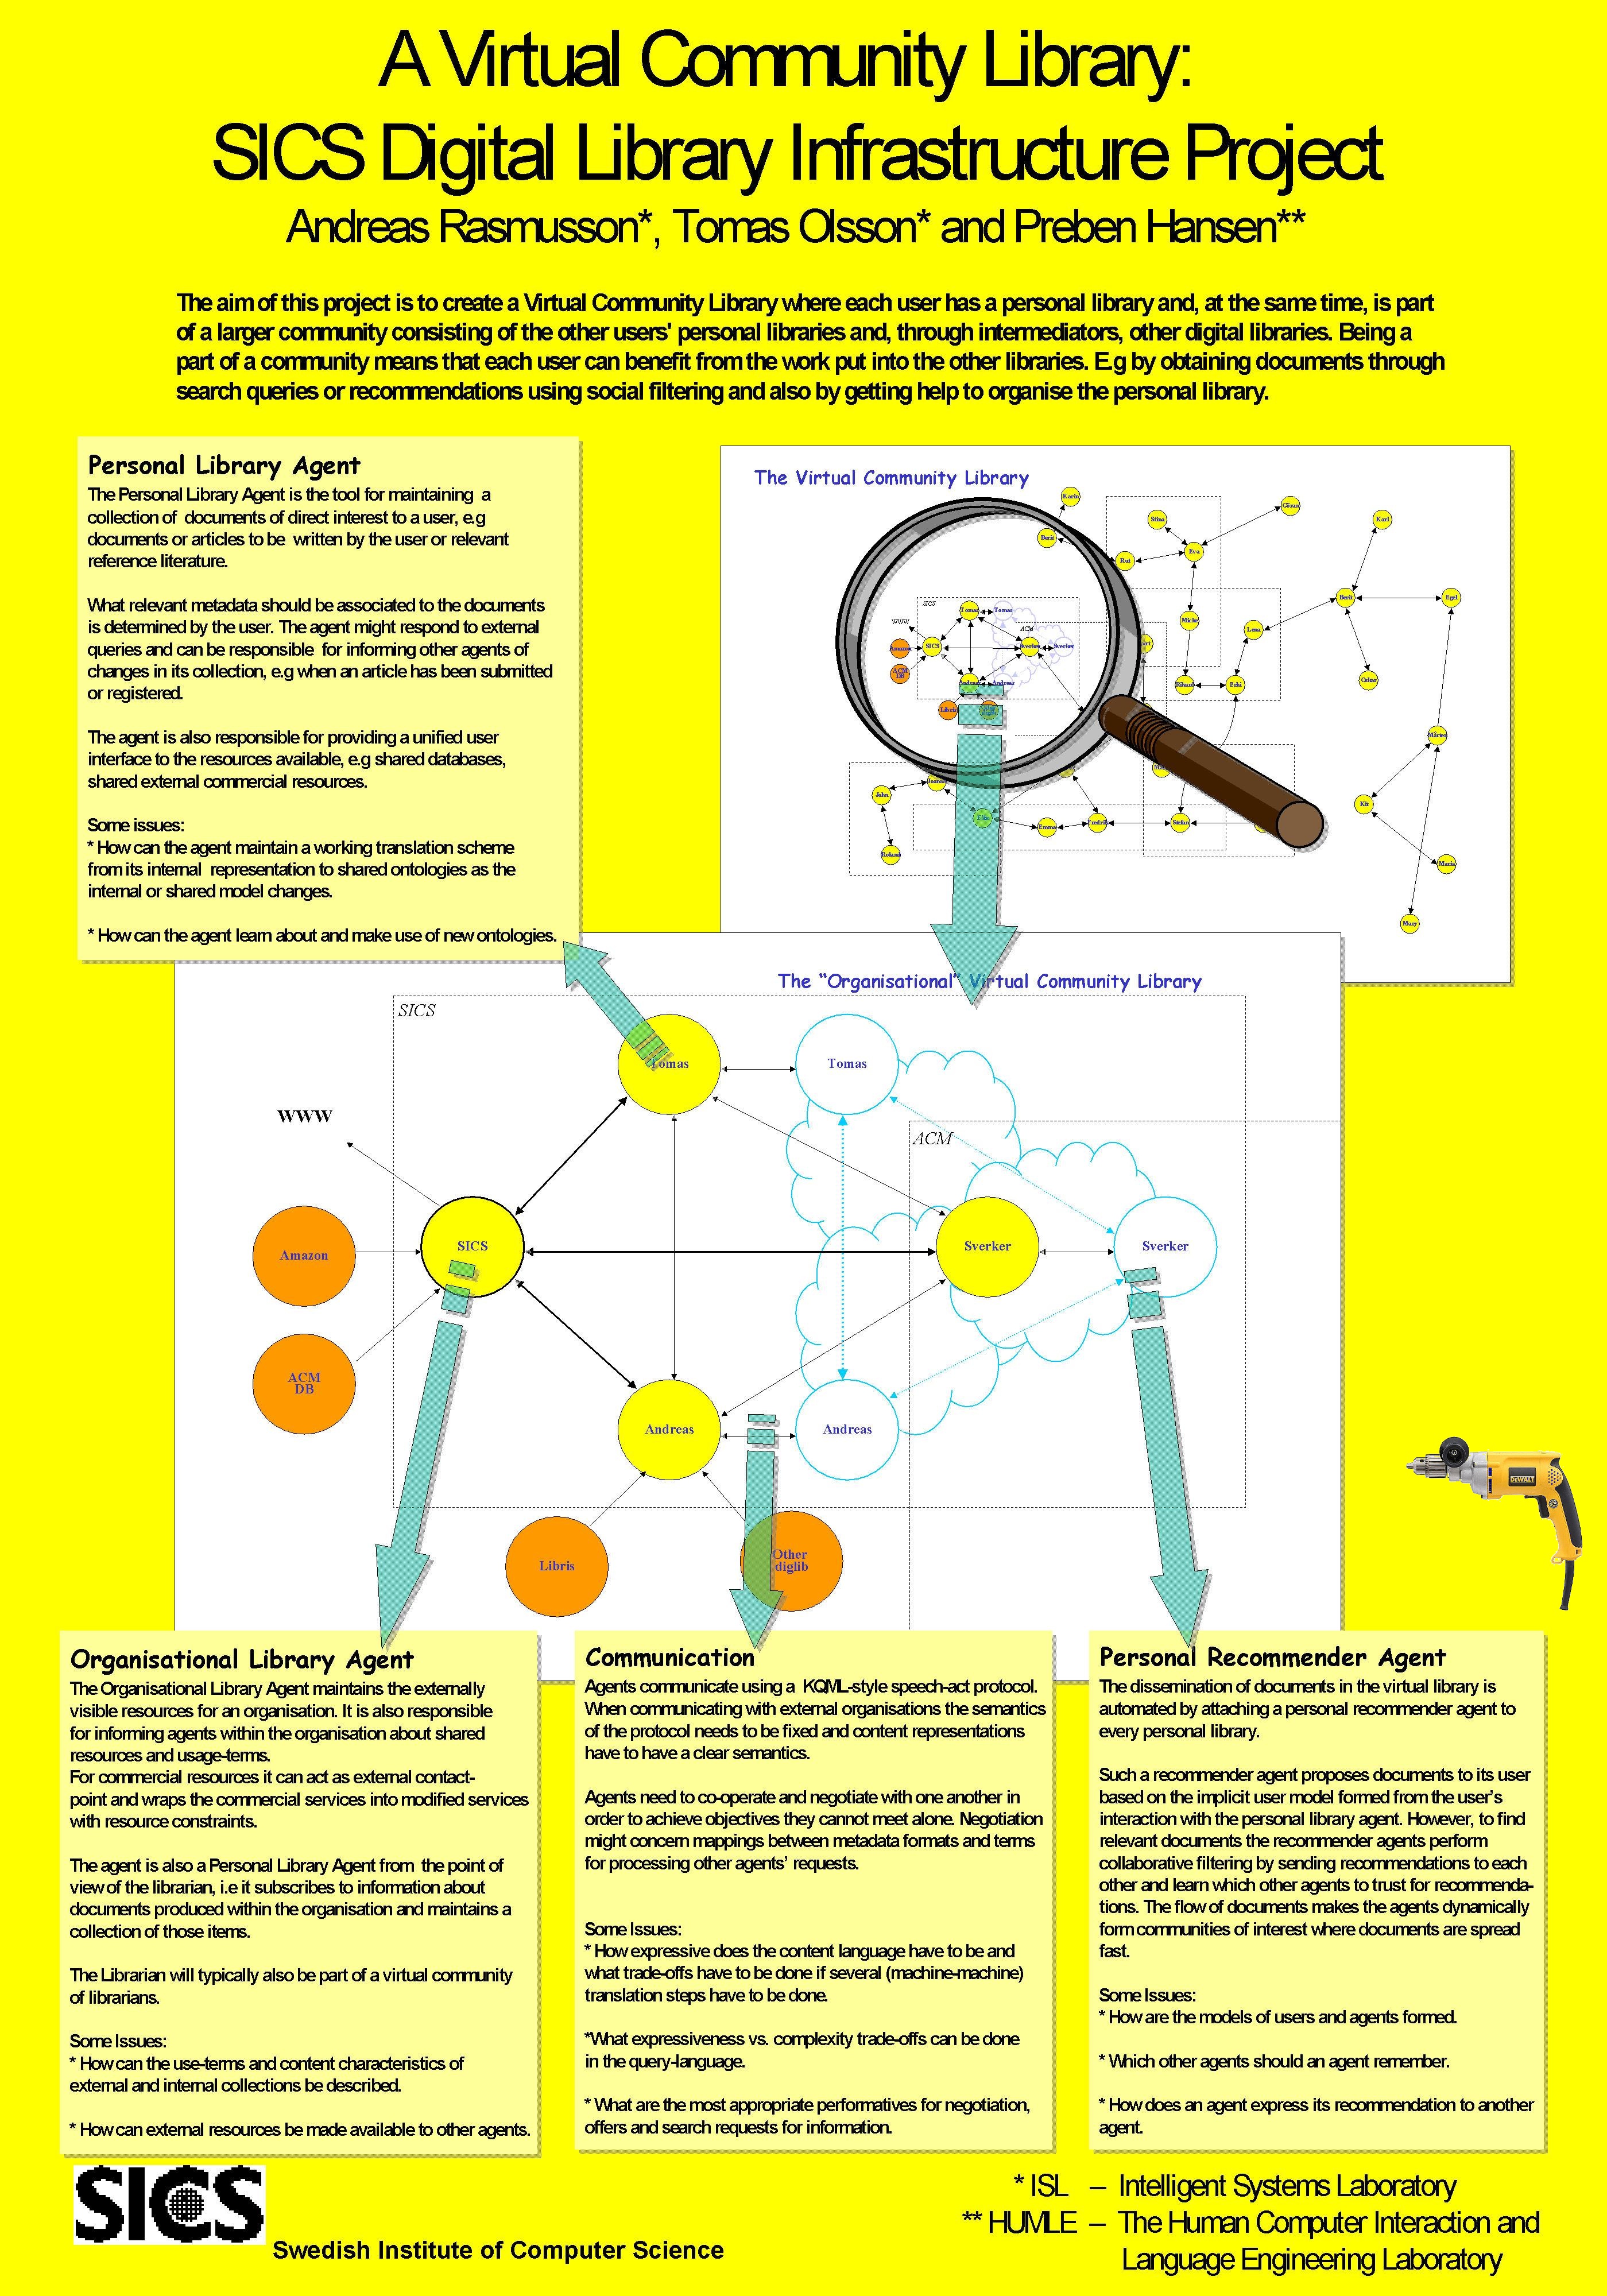 A Virtual Community Library:
SICS Digital Library Infrastructure Project
Andreas Rasmusson*, Tomas Olsson* and Preben Hansen**
The aim of this project is to create a Virtual Community Library where each user has a personal library and, at the same time, is part
of a larger community consisting of the other users' personal libraries and, through intermediators, other digital libraries. Being a
part of a community means that each user can benefit from the work put into the other libraries. E.g by obtaining documents through
search queries or recommendations using social filtering and also by getting help to organise the personal library.
Personal Library Agent
The Personal Library Agent is the tool for maintaining a
collection of documents of direct interest to a user, e.g
documents or articles to be written by the user or relevant
reference literature.
What relevant metadata should be associated to the documents
is determined by the user. The agent might respond to external
queries and can be responsible for informing other agents of
changes in its collection, e.g when an article has been submitted
or registered.
The agent is also responsible for providing a unified user
interface to the resources available, e.g shared databases,
shared external commercial resources.
Some issues:
* How can the agent maintain a working translation scheme
from its internal representation to shared ontologies as the
internal or shared model changes.
* How can the agent learn about and make use of new ontologies.
The Virtual Community Library
Karin
Berit
Stina
Göran
Rut
Eva
Karl
Berit
Egel
Micke
Lena
Rikard
Ecki
Oskar
SICS
Tomas
Tomas
WWW
ACM
Amazon
SICS
Sverker
Sverker
ACM
DB
Andreas
Andreas
Libris
Mårten
John
Joanna
Elin
Emma
Fredrik
Stefan
Roland
Kit
Maria
Mary
The “Organisational” Virtual Community Library
SICS
Tomas
Tomas
WWW
ACM
Amazon
SICS
Sverker
Sverker
ACM
DB
Andreas
Andreas
Libris
Other
diglib
DEWALT
Organisational Library Agent
The Organisational Library Agent maintains the externally
visible resources for an organisation. It is also responsible
for informing agents within the organisation about shared
resources and usage-terms.
For commercial resources it can act as external contact-
point and wraps the commercial services into modified services
with resource constraints.
The agent is also a Personal Library Agent from the point of
view of the librarian, i.e it subscribes to information about
documents produced within the organisation and maintains a
collection of those items.
The Librarian will typically also be part of a virtual community
of librarians.
Some Issues:
* How can the use-terms and content characteristics of
external and internal collections be described.
* How can external resources be made available to other agents.
Communication
Agents communicate using a KQML-style speech-act protocol.
When communicating with external organisations the semantics
of the protocol needs to be fixed and content representations
have to have a clear semantics.
Agents need to co-operate and negotiate with one another in
order to achieve objectives they cannot meet alone. Negotiation
might concern mappings between metadata formats and terms
for processing other agents’ requests.
Some Issues:
* How expressive does the content language have to be and
what trade-offs have to be done if several (machine-machine)
translation steps have to be done.
*What expressiveness vs. complexity trade-offs can be done
in the query-language.
* What are the most appropriate performatives for negotiation,
offers and search requests for information.
Personal Recommender Agent
The dissemination of documents in the virtual library is
automated by attaching a personal recommender agent to
every personal library.
Such a recommender agent proposes documents to its user
based on the implicit user model formed from the user’s
interaction with the personal library agent. However, to find
relevant documents the recommender agents perform
collaborative filtering by sending recommendations to each
other and learn which other agents to trust for recommenda-
tions. The flow of documents makes the agents dynamically
form communities of interest where documents are spread
fast.
Some Issues:
* How are the models of users and agents formed.
* Which other agents should an agent remember.
* How does an agent express its recommendation to another
agent.
SICS
Swedish Institute of Computer Science
* ISL – Intelligent Systems Laboratory
** HUMLE – The Human Computer Interaction and
Language Engineering Laboratory